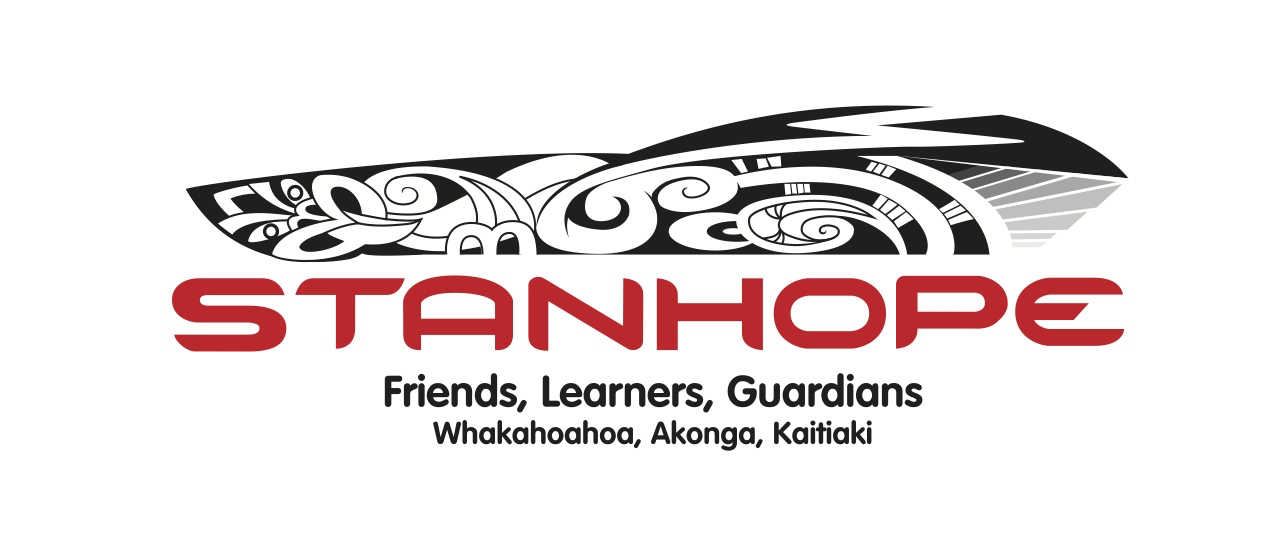 STANHOPE
Friends, Learners, Guardians
Whakahoahoa, Akonga, Kaitiaki